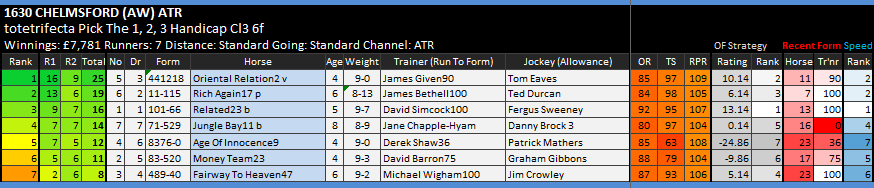 1630 CHELMSFORD (AW) ATR
totetrifecta Pick The 1, 2, 3 Handicap Cl3 6f
Winnings: £7,781 Runners: 7 Distance: Standard Going: Standard Channel: ATR
OF Strategy Recent Form Speed
Rank R1 R2 Total No Dr Form Horse Age Weight Trainer (Run To Form) Jockey (Allowance) OR TS RPR Rating Rank Horse Tr'nr Rank
1 16 9 25 5 3 441218 Oriental Relation2 v 4 9-0 James Given90 Tom Eaves 85 97 109 10.14 2 11 90 2
2 13 6 19 6 2 11-115 Rich Again17 p 6 8-13 James Bethell100 Ted Durcan 84 98 105 6.14 3 7 100 2
3 9 7 16 1 1 101-66 Related23 b 5 9-7 David Simcock100 Fergus Sweeney 92 95 107 13.14 1 13 100 1
4 7 7 14 7 7 71-529 Jungle Bay11 b 8 8-9 Jane Chapple-Hyam Danny Brock 3 80 97 104 0.14 5 16 0 4
5 7 5 12 4 6 8376-0 Age Of Innocence9 4 9-0 Derek Shaw36 Patrick Mathers 85 63 108 -24.86 7 23 36 7
6 6 5 11 2 5 83-520 Money Team23 4 9-3 David Barron75 Graham Gibbons 88 79 104 -9.86 6 17 75 5
7 2 6 8 3 4 489-40 Fairway To Heaven47 6 9-2 Michael Wigham100 Jim Crowley 87 93 106 5.14 4 23 100 6